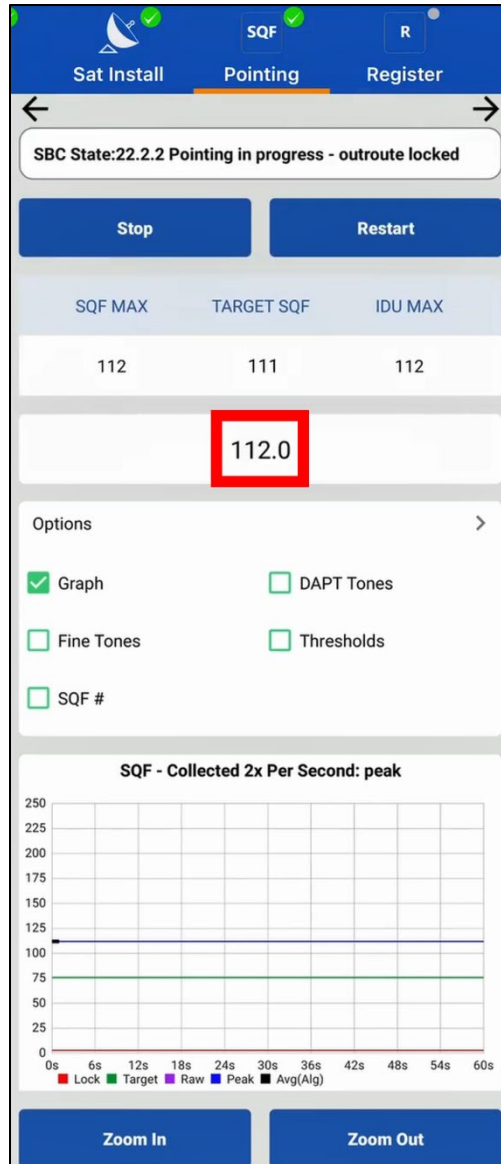 SQF
R
Sat Install
Pointing
Register
SBC State:22.2.2 Pointing in progress - outroute locked
Stop
Restart
SQF MAX
TARGET SQF
IDU MAX
112
111
112
112.0
Options
Graph
DAPT Tones
Fine Tones
Thresholds
SQF #
SQF - Collected 2x Per Second: peak
250
225
200
175
150
125
100
75
50
25
0
0s 6s 12s 18s 24s 30s 36s 42s 48s 54s 60s
Lock Target Raw Peak Avg(Alg)
Zoom In
Zoom Out